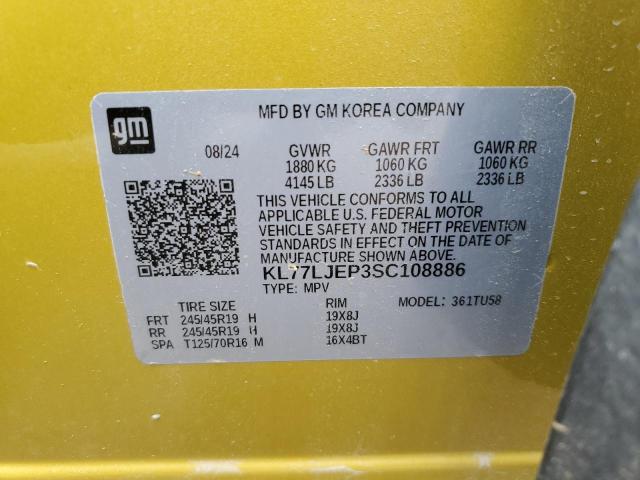 gm
MFD BY GM KOREA COMPANY
08/24 GVWR GAWR FRT GAWR RR
1880 KG 1060 KG 1060 KG
4145 LB 2336 LB 2336 LB
THIS VEHICLE CONFORMS TO ALL
APPLICABLE U.S. FEDERAL MOTOR
VEHICLE SAFETY AND THEFT PREVENTION
STANDARDS IN EFFECT ON THE DATE OF
MANUFACTURE SHOWN ABOVE.
KL77LJEP3SC108886
TYPE: MPV MODEL: 361TU58
TIRE SIZE RIM
FRT 245/45R19 H 19X8J
RR 245/45R19 H 19X8J
SPA T125/70R16 M 16X4BT